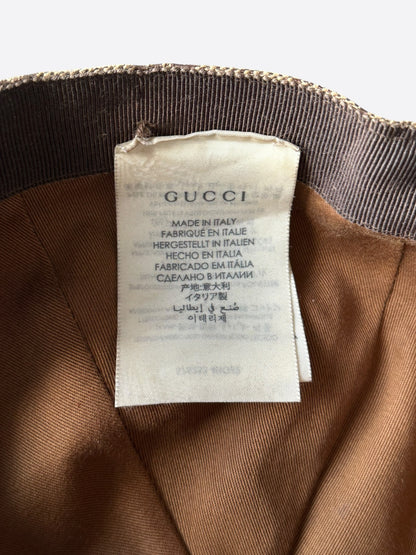 GUCCI
MADE IN ITALY
FABRIQUÉ EN ITALIE
HERGESTELLT IN ITALIEN
HECHO EN ITALIA
FABRICADO EM ITÁLIA
СДЕЛАНО В ИТАЛИИ
产地:意大利
イタリア製
صُنع في إيطاليا
이태리제